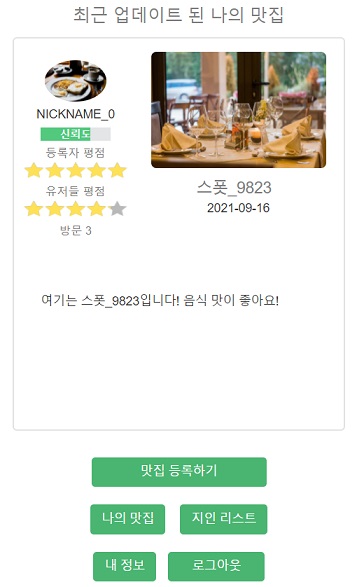 최근 업데이트 된 나의 맛집
NICKNAME_0
신뢰도
등록자 평점
유저들 평점
방문 3
스폿_9823
2021-09-16
여기는 스폿_9823입니다! 음식 맛이 좋아요!
맛집 등록하기
나의 맛집
지인 리스트
내 정보
로그아웃